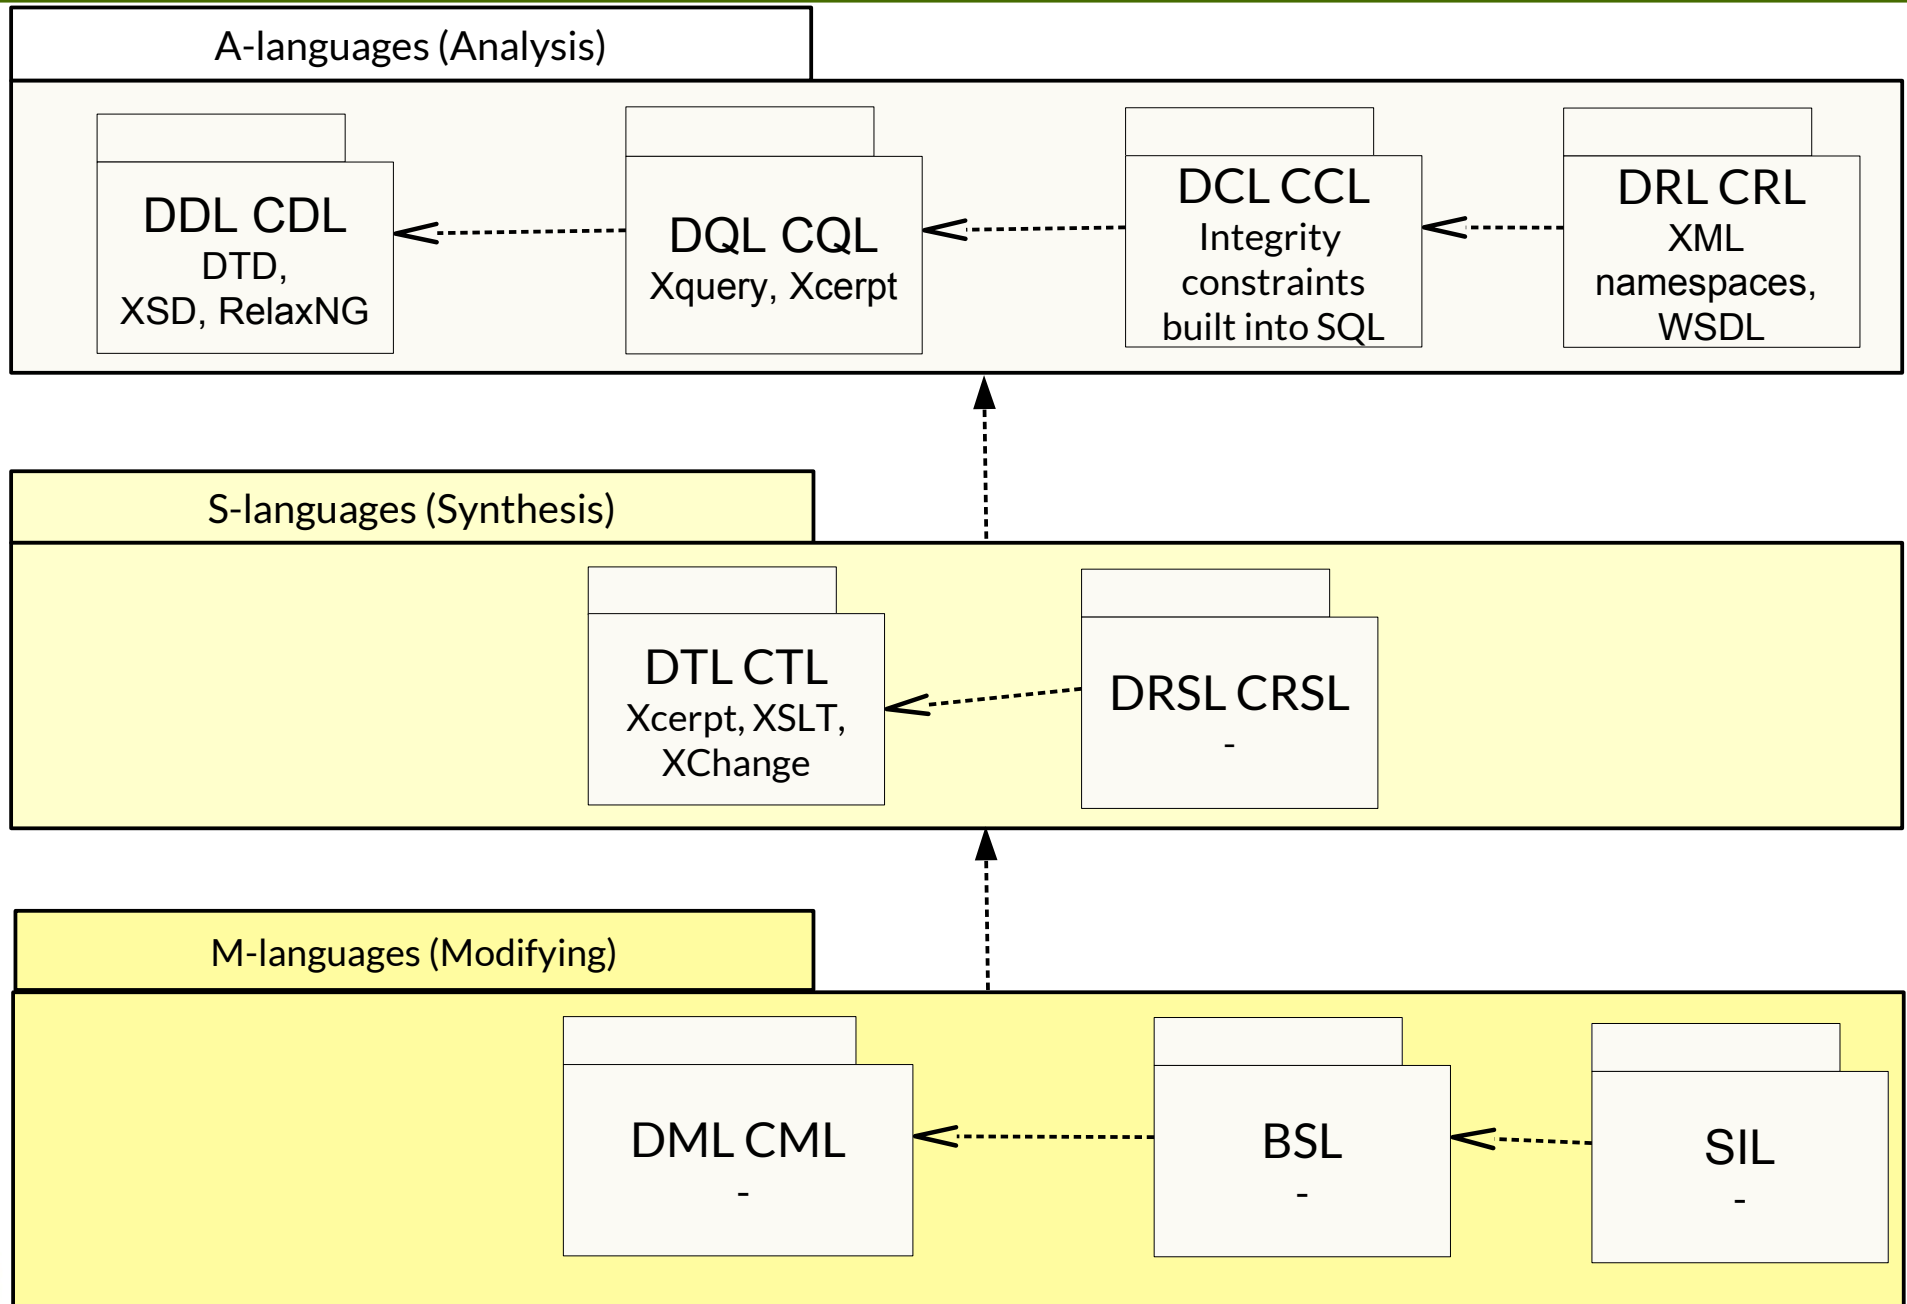 A-languages (Analysis)
DDL CDL
DTD,
XSD, RelaxNG
DQL CQL
Xquery, Xcerpt
DCL CCL
Integrity
constraints
built into SQL
DRL CRL
XML
namespaces,
WSDL
S-languages (Synthesis)
DTL CTL
Xcerpt, XSLT,
XChange
DRSL CRSL
-
M-languages (Modifying)
DML CML
-
BSL
-
SIL
-